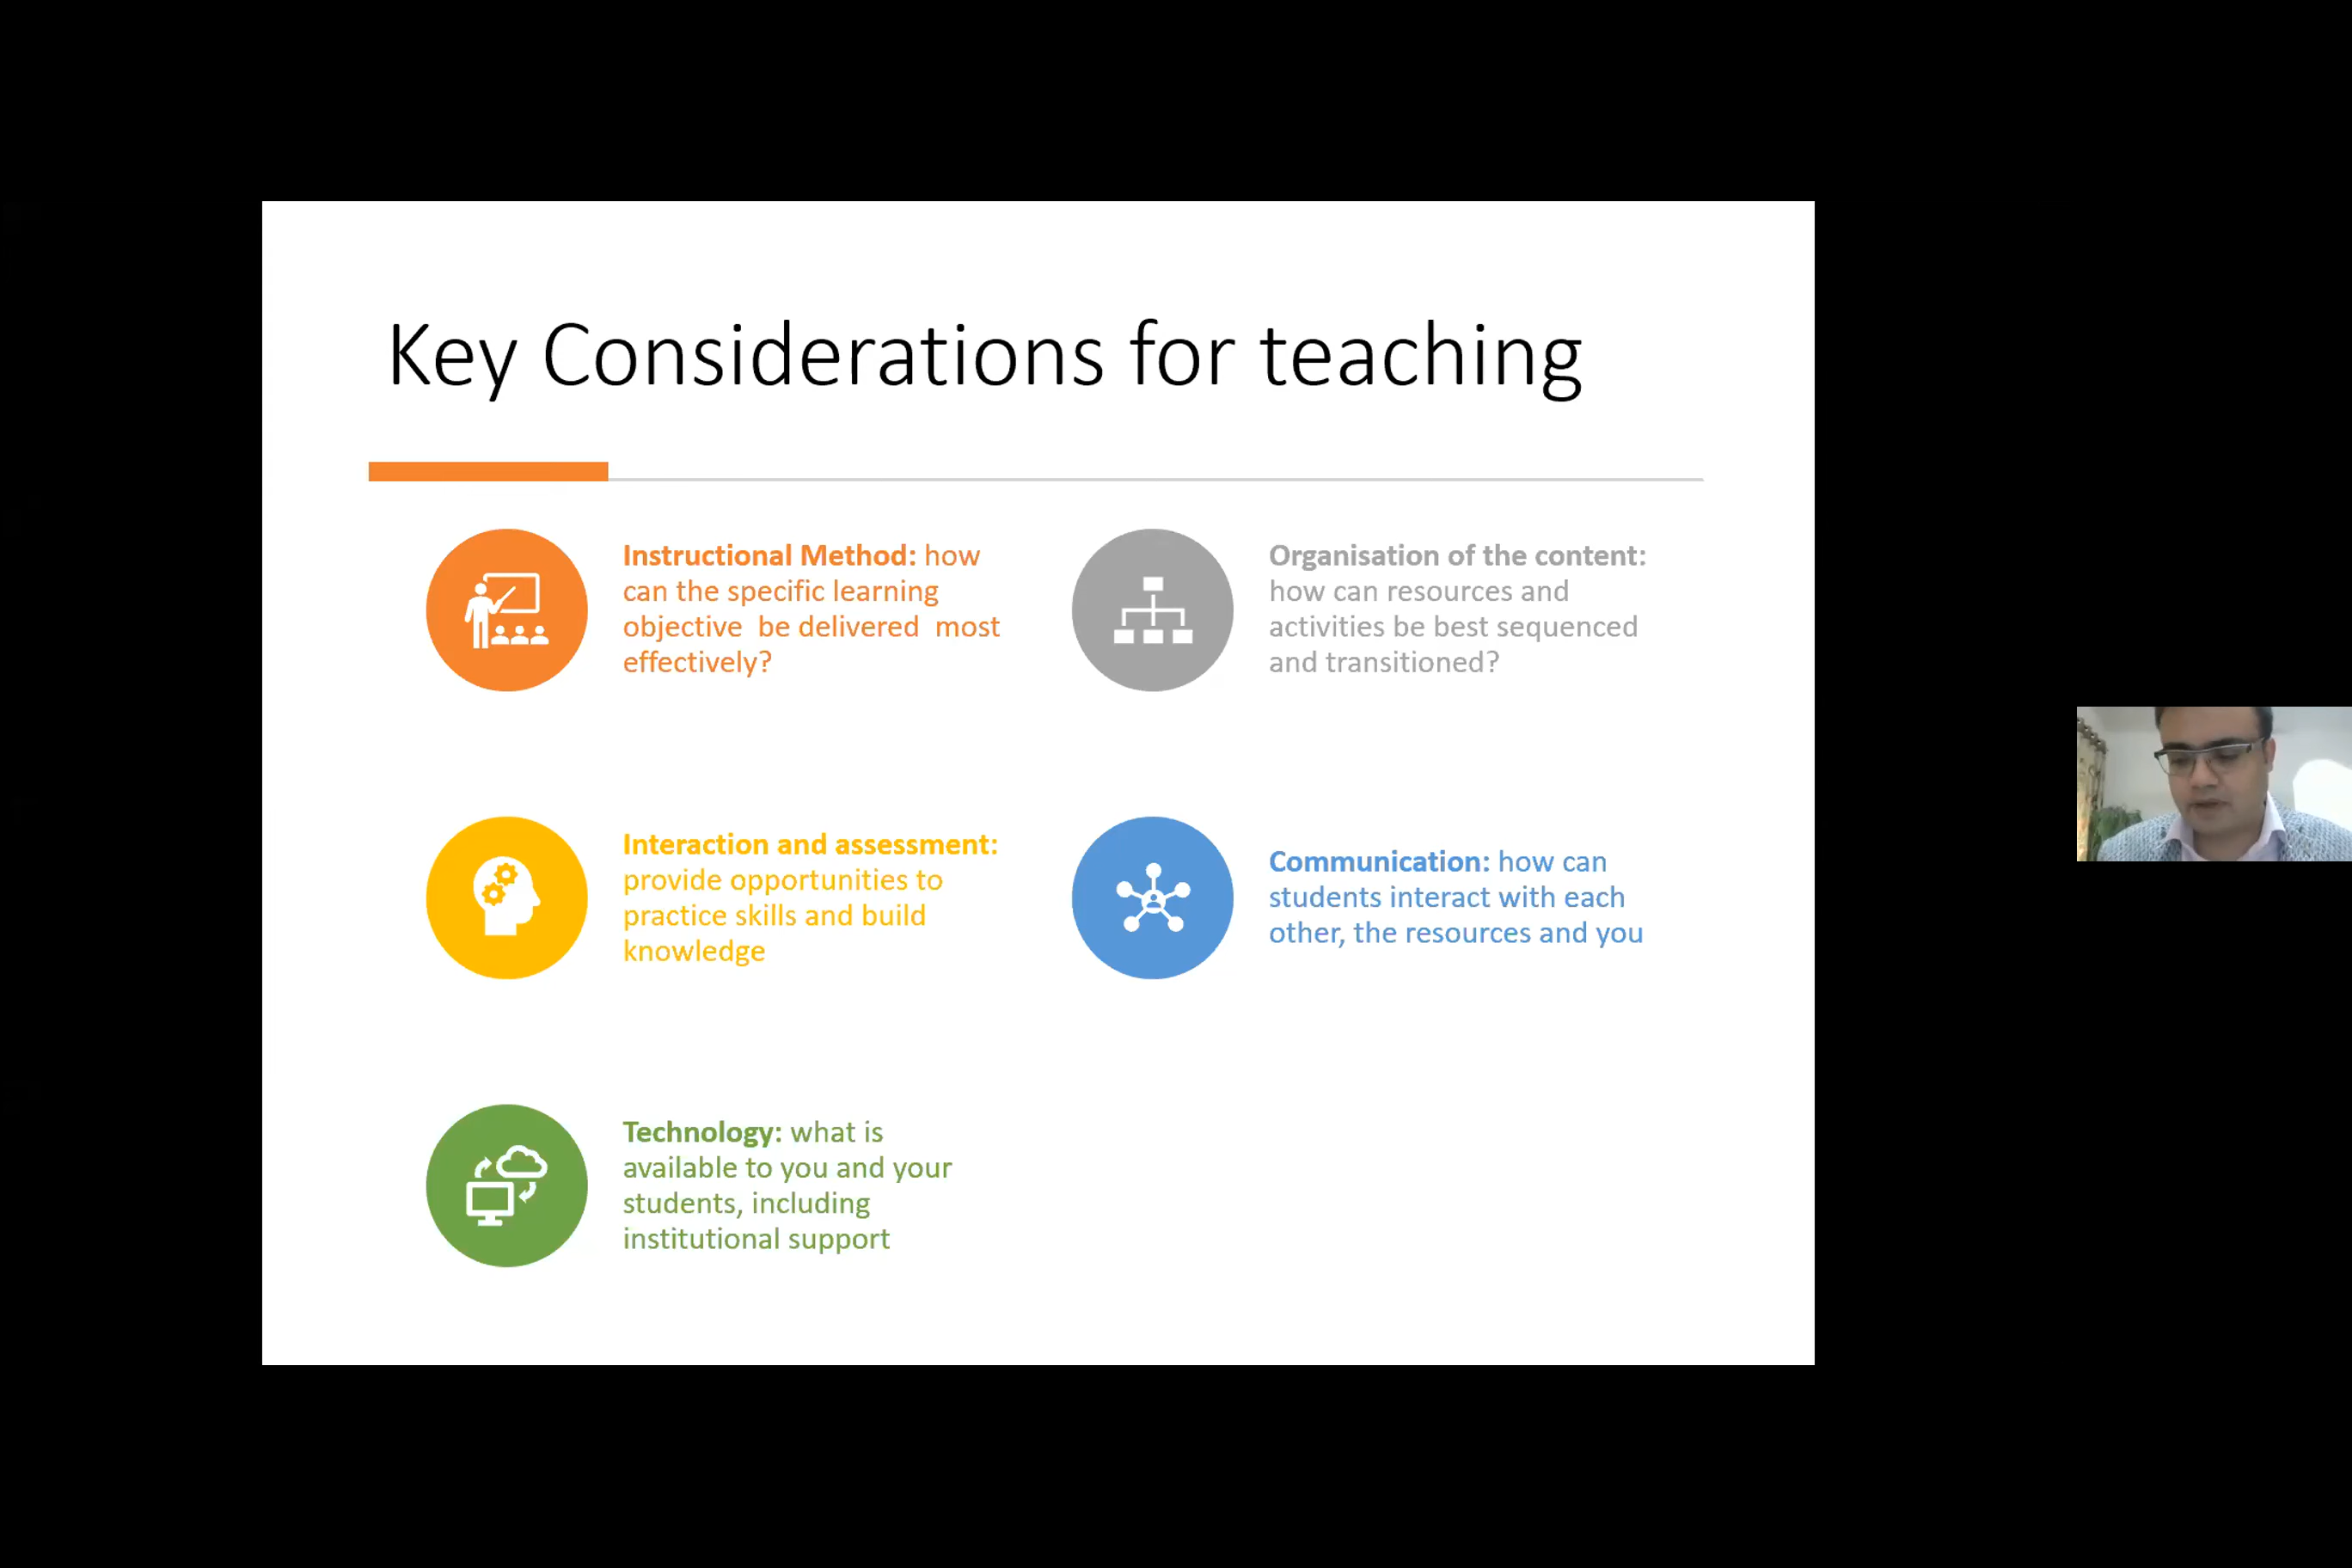 Key Considerations for teaching
Instructional Method: how
can the specific learning
objective be delivered most
effectively?
Organisation of the content:
how can resources and
activities be best sequenced
and transitioned?
Interaction and assessment:
provide opportunities to
practice skills and build
knowledge
Communication: how can
students interact with each
other, the resources and you
Technology: what is
available to you and your
students, including
institutional support